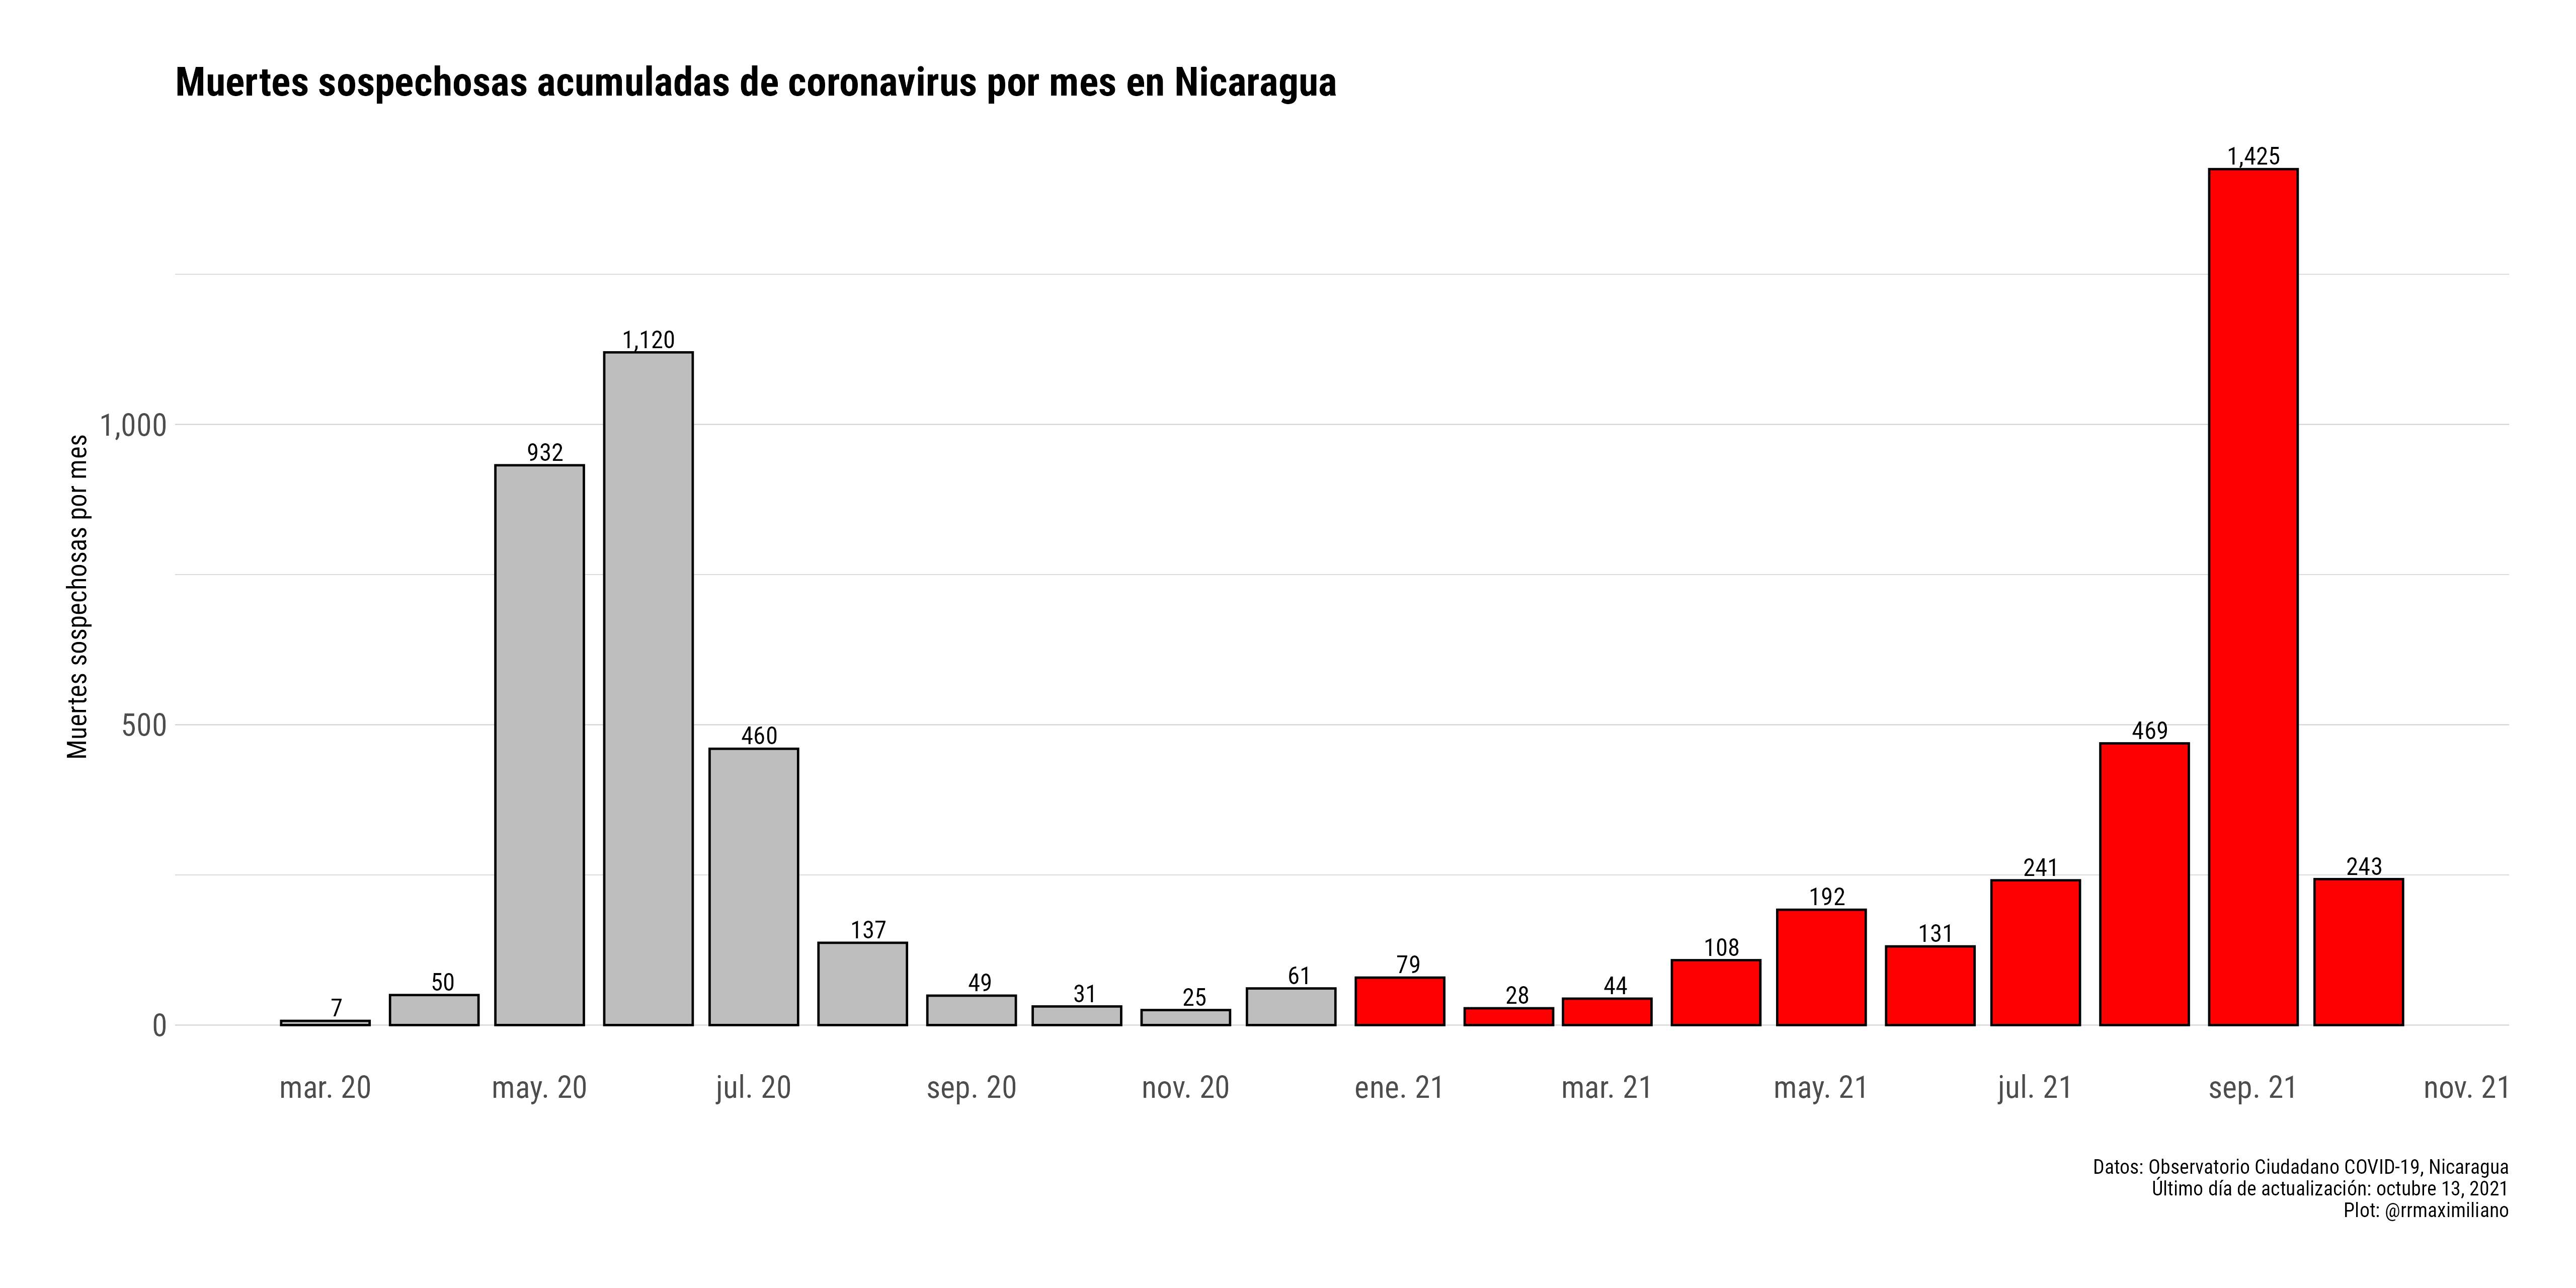 Muertes sospechosas acumuladas de coronavirus por mes en Nicaragua
Muertes sospechosas por mes
1,000
500
0
7
50
932
1,120
460
137
49
31
25
61
79
28
44
108
192
131
241
469
1,425
243
mar. 20
may. 20
jul. 20
sep. 20
nov. 20
ene. 21
mar. 21
may. 21
jul. 21
sep. 21
nov. 21
Datos: Observatorio Ciudadano COVID-19, Nicaragua
Último día de actualización: octubre 13, 2021
Plot: @rrmaximiliano